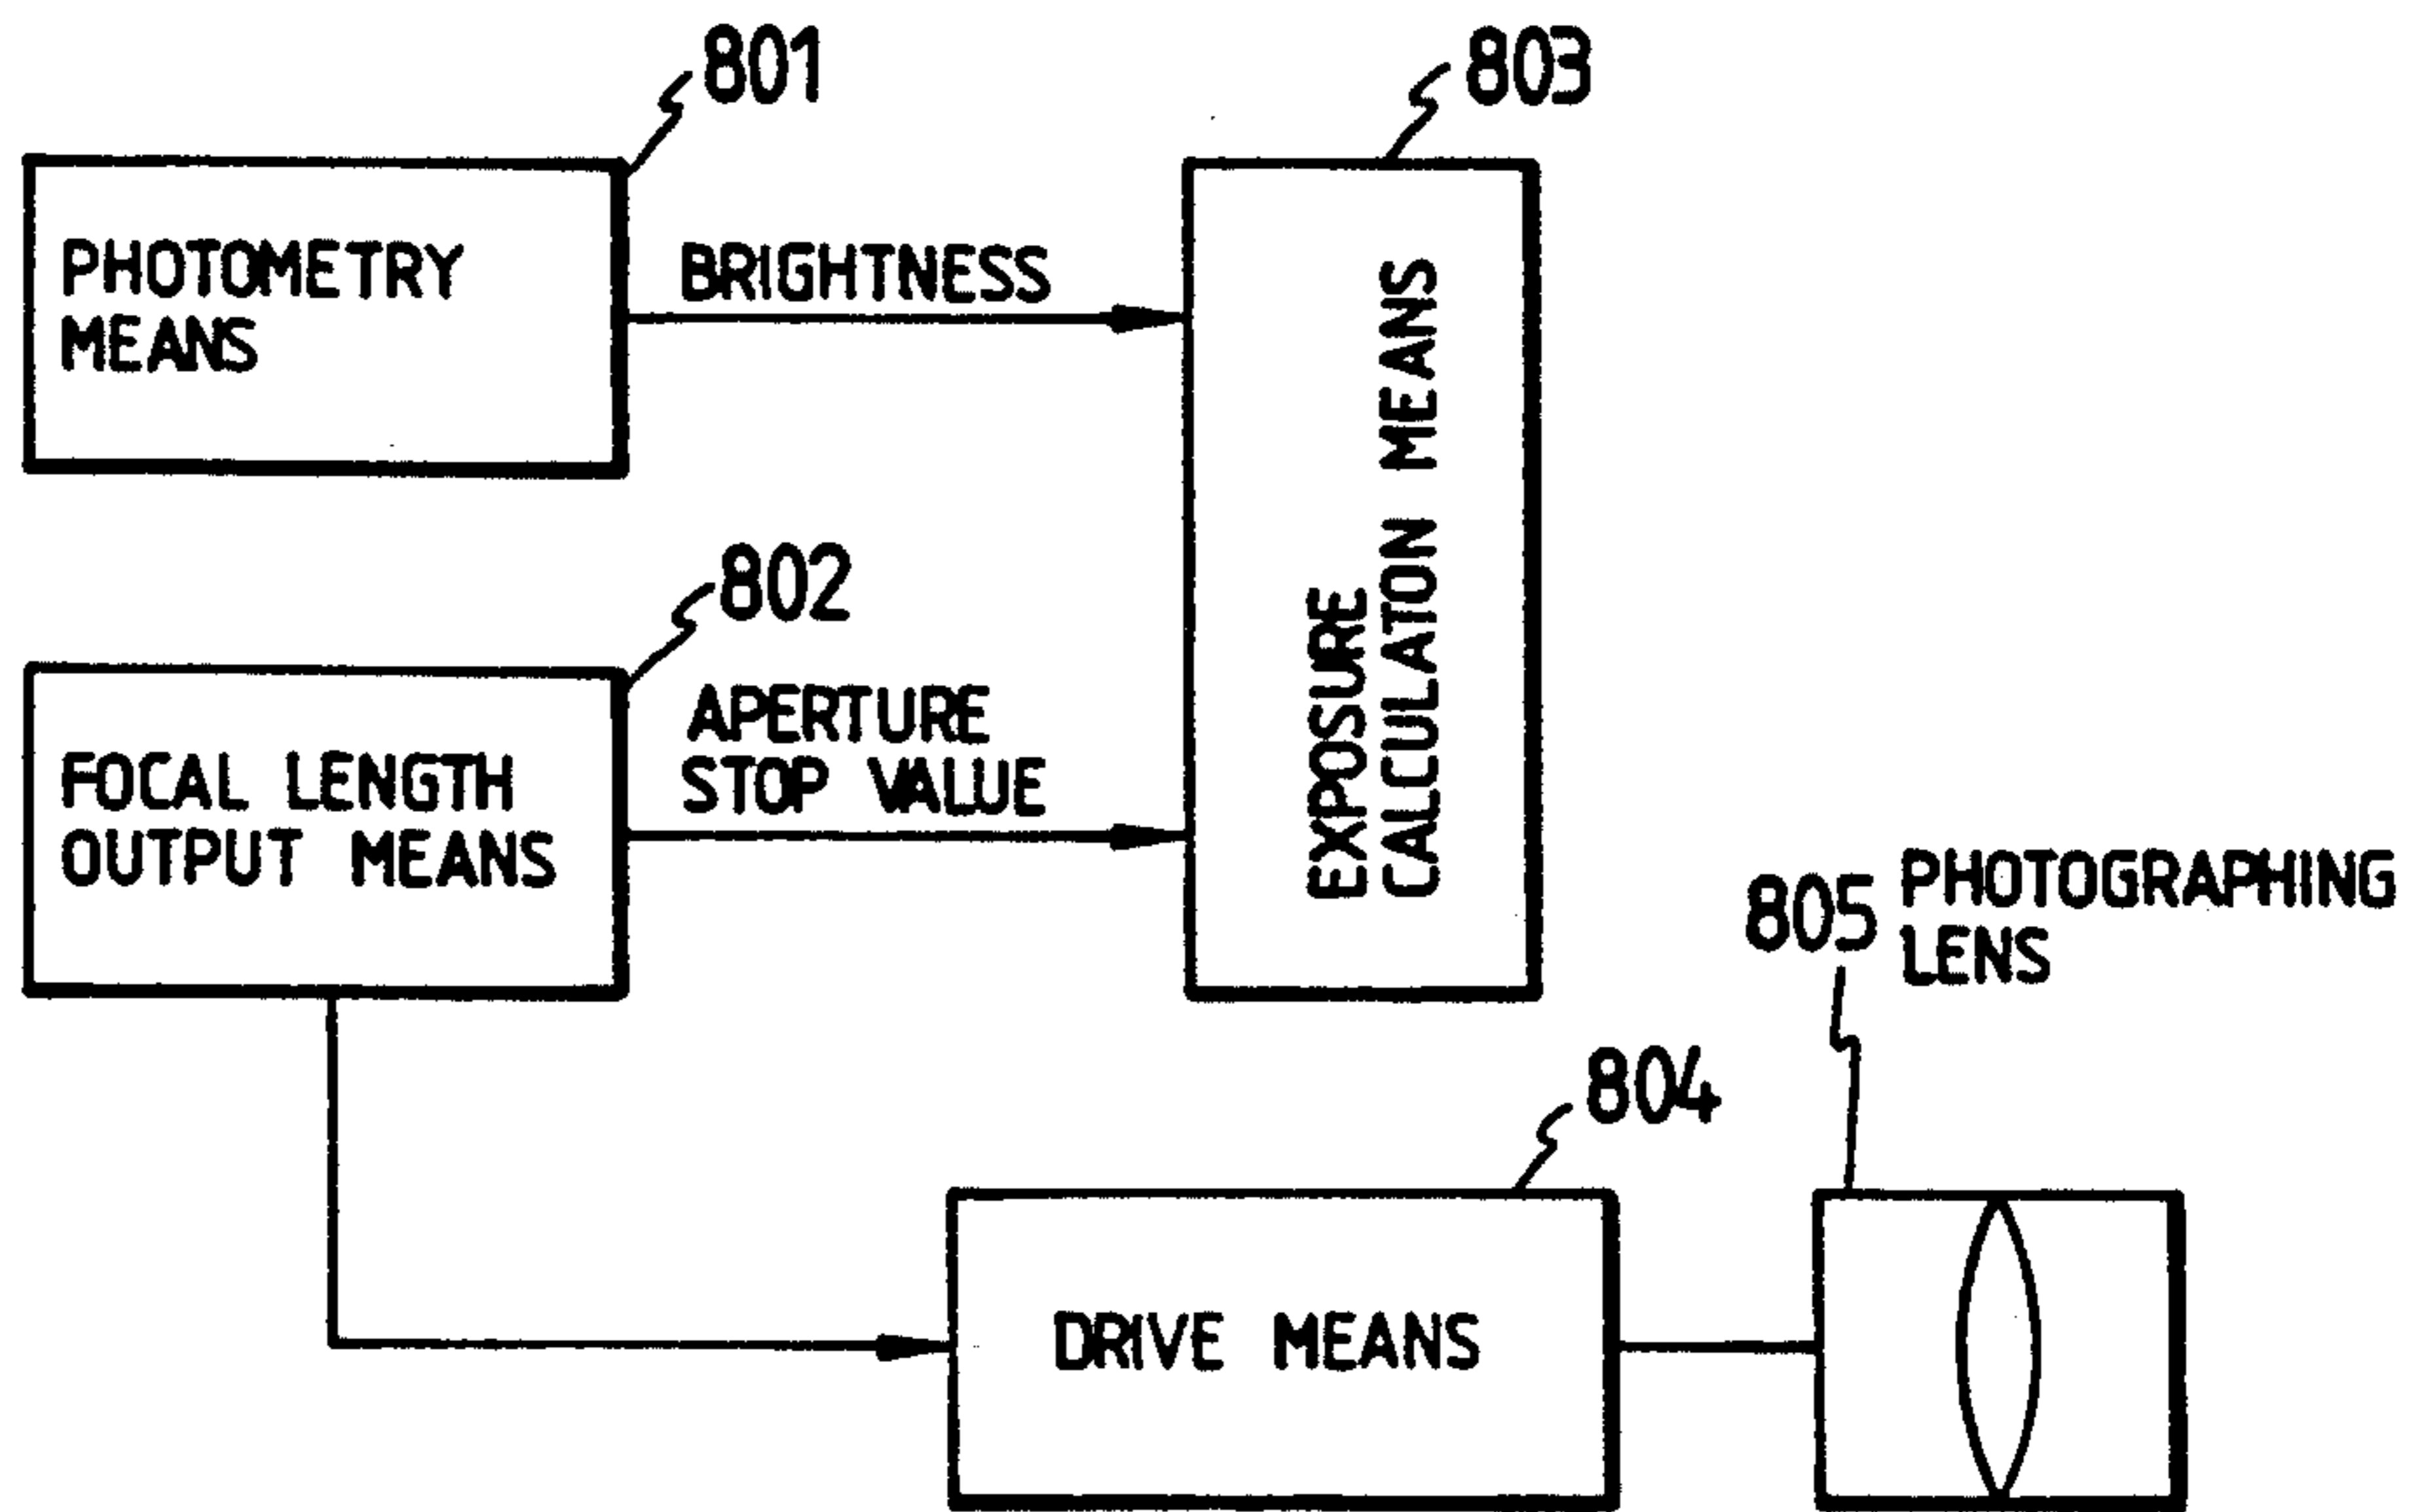 801
803
PHOTOMETRY
MEANS
BRIGHTNESS
EXPOSURE
CALCULATION MEANS
802
FOCAL LENGTH
OUTPUT MEANS
APERTURE
STOP VALUE
805
PHOTOGRAPHING
LENS
804
DRIVE MEANS